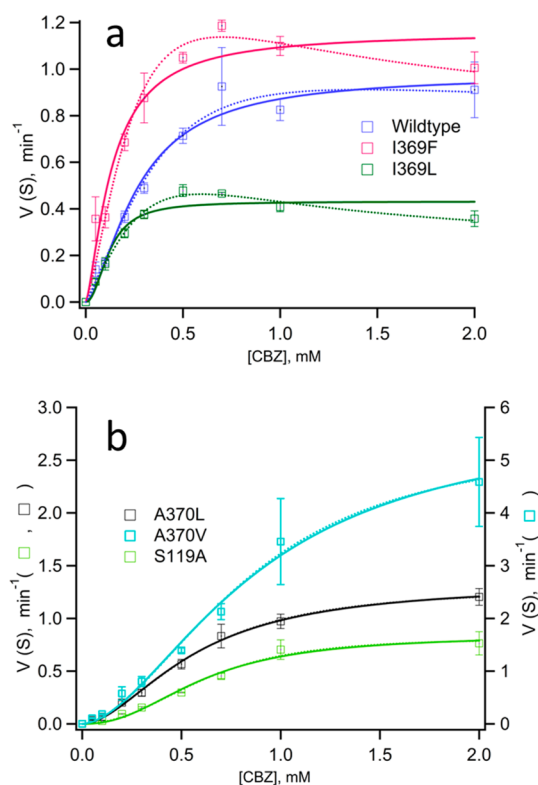 a
1.2
1.0
0.8
0.6
0.4
0.2
0.0
V (S), min⁻¹
Wildtype
I369F
I369L
0.0 0.5 1.0 1.5 2.0
[CBZ], mM
b
3.0
2.5
2.0
1.5
1.0
0.5
0.0
V (S), min⁻¹( , )
A370L
A370V
S119A
6
5
4
3
2
1
0
V (S), min⁻¹( )
0.0 0.5 1.0 1.5 2.0
[CBZ], mM